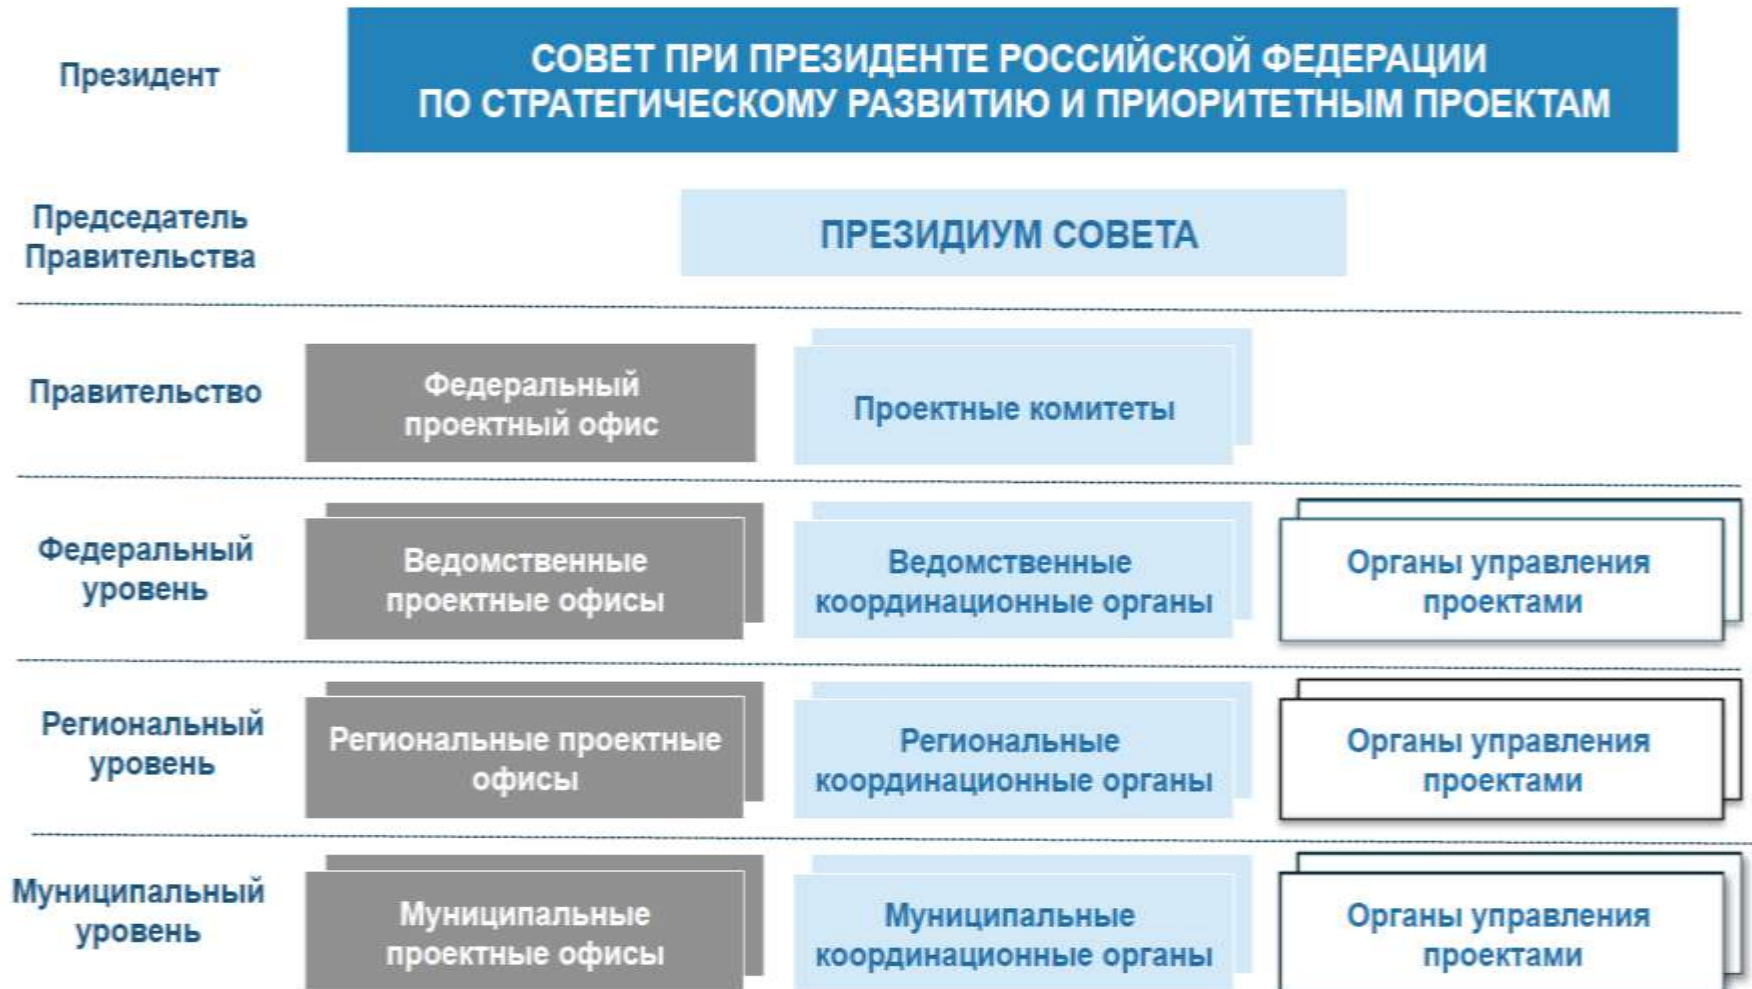 Президент
СОВЕТ ПРИ ПРЕЗИДЕНТЕ РОССИЙСКОЙ ФЕДЕРАЦИИ
ПО СТРАТЕГИЧЕСКОМУ РАЗВИТИЮ И ПРИОРИТЕТНЫМ ПРОЕКТАМ
Председатель
Правительства
ПРЕЗИДИУМ СОВЕТА
Правительство
Федеральный
проектный офис
Проектные комитеты
Федеральный
уровень
Ведомственные
проектные офисы
Ведомственные
координационные органы
Органы управления
проектами
Региональный
уровень
Региональные проектные
офисы
Региональные
координационные органы
Органы управления
проектами
Муниципальный
уровень
Муниципальные
проектные офисы
Муниципальные
координационные органы
Органы управления
проектами